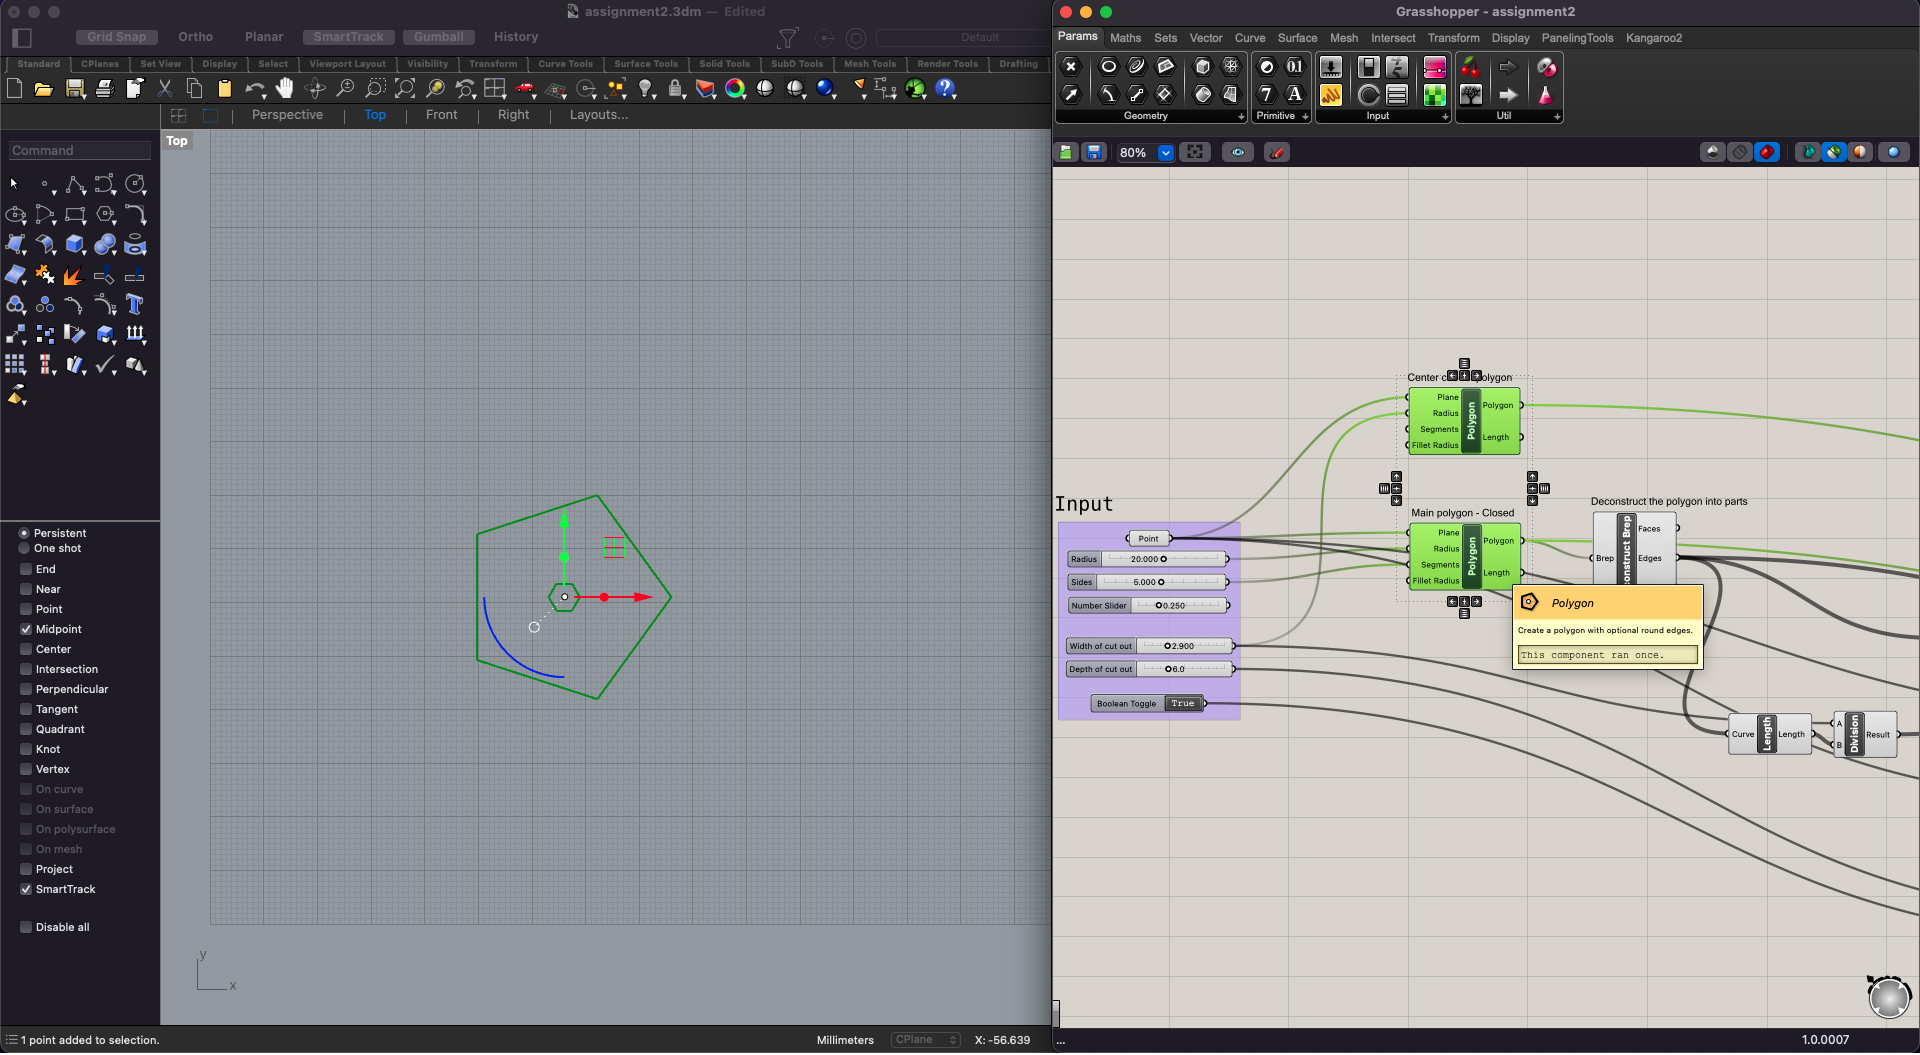 assignment2.3dm — Edited
Grid Snap
Ortho
Planar
SmartTrack
Gumball
History
Default
Standard
CPlanes
Set View
Display
Select
Viewport Layout
Visibility
Transform
Curve Tools
Surface Tools
Solid Tools
SubD Tools
Mesh Tools
Render Tools
Drafting
Perspective
Top
Front
Right
Layouts...
Top
Command
Persistent
One shot
End
Near
Point
Midpoint
Center
Intersection
Perpendicular
Tangent
Quadrant
Knot
Vertex
On curve
On surface
On polysurface
On mesh
Project
SmartTrack
Disable all
y
x
1 point added to selection.
Millimeters
CPlane
X: -56.639
Grasshopper - assignment2
Params
Maths
Sets
Vector
Curve
Surface
Mesh
Intersect
Transform
Display
PanelingTools
Kangaroo2
Geometry
Primitive
Input
Util
80%
Center
Polygon
Plane
Radius
Segments
Fillet Radius
Polygon
Polygon
Length
Input
Point
Radius
20.000
Sides
5.000
Number Slider
0.250
Width of cut out
2.900
Depth of cut out
6.0
Boolean Toggle
True
Main polygon - Closed
Plane
Radius
Segments
Fillet Radius
Polygon
Polygon
Length
Deconstruct the polygon into parts
Brep
Faces
Edges
Polygon
Create a polygon with optional round edges.
This component ran once.
Curve
Length
Length
A
B
Division
Result
...
1.0.0007